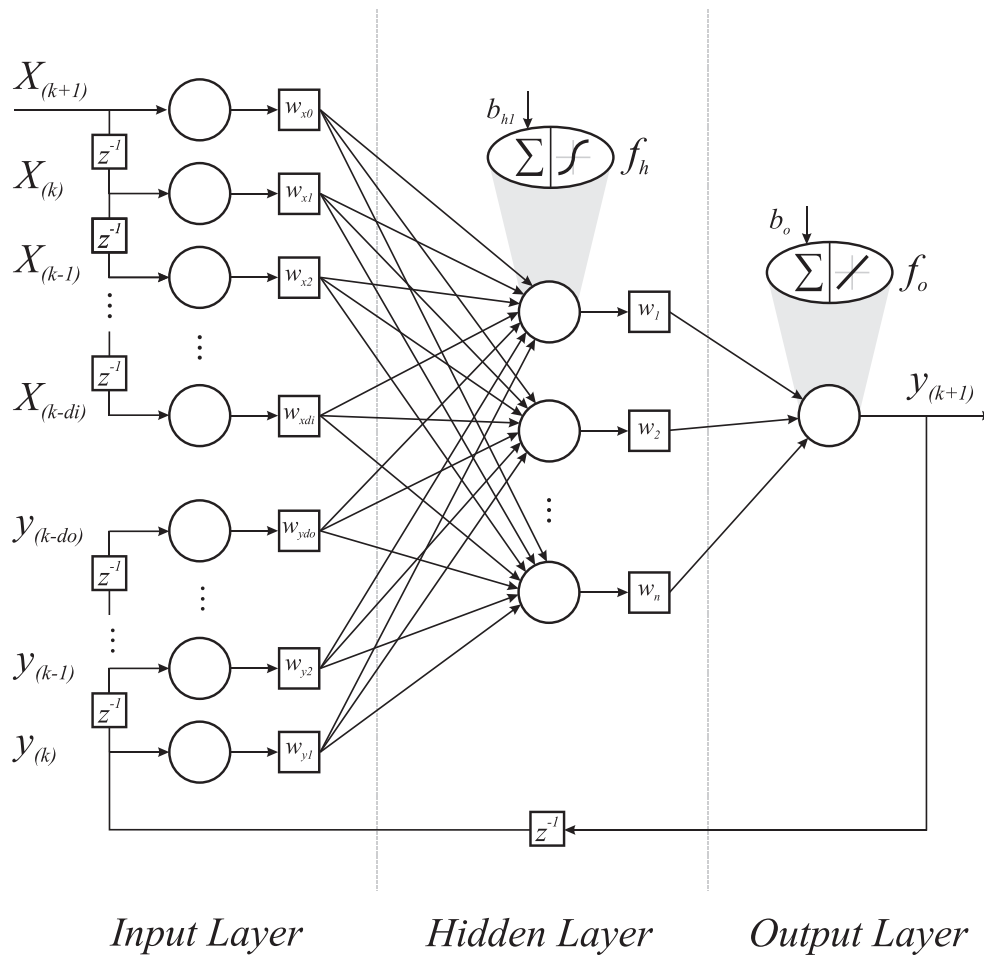 X(k+1)
z-1
X(k)
z-1
X(k-1)
z-1
X(k-di)
y(k-do)
z-1
y(k-1)
z-1
y(k)
wx0
wx1
wx2
wxdi
wydo
wy2
wy1
bh1
∑
fh
w1
w2
wn
bo
∑
fo
y(k+1)
z-1
Input Layer
Hidden Layer
Output Layer